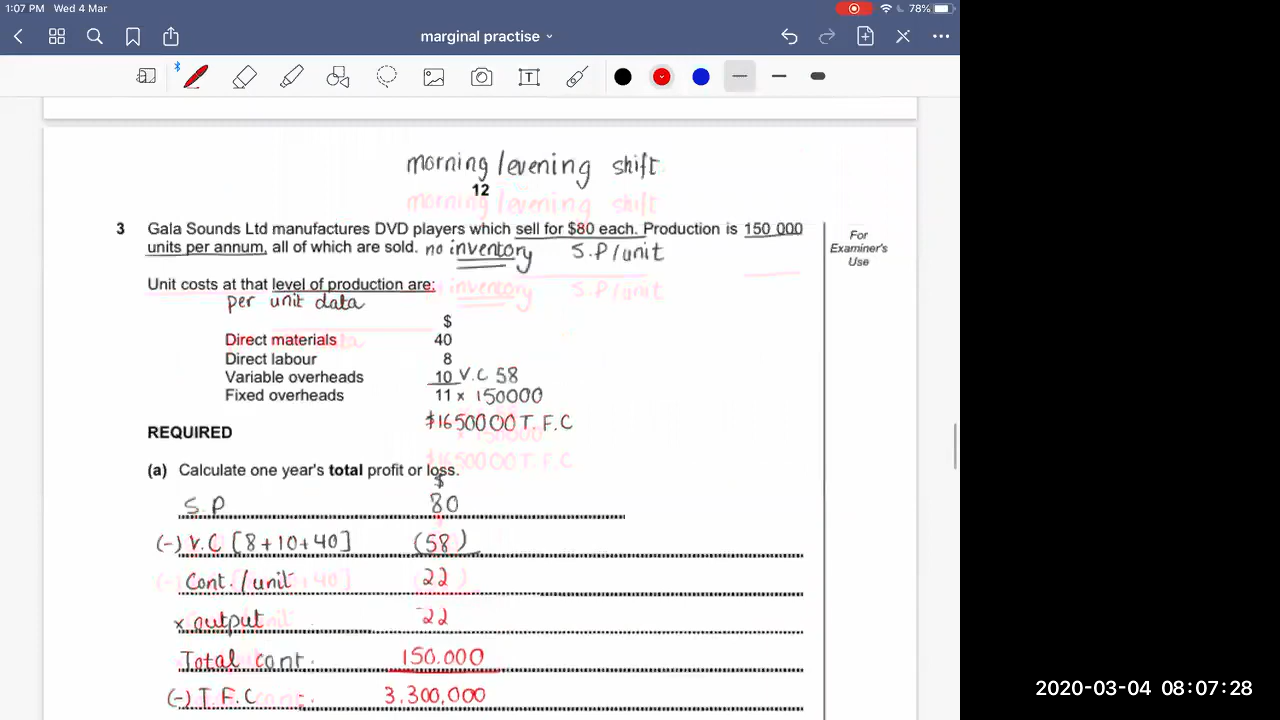 1:07 PM Wed 4 Mar
78%
marginal practise
morning/evening shift
12
3 Gala Sounds Ltd manufactures DVD players which sell for $80 each. Production is 150 000
units per annum, all of which are sold. no inventory S.P/unit
For
Examiner's
Use
Unit costs at that level of production are:
per unit data
$
Direct materials 40
Direct labour 8
Variable overheads 10 V.C 58
Fixed overheads 11 x 150000
$1650000 T.F.C
REQUIRED
(a) Calculate one year's total profit or loss.
$
S.P 80
(-) V.C [8+10+40] (58)
Cont./unit 22
x output 22
Total cont. 150.000
(-) T.F.C 3.300,000
2020-03-04 08:07:28